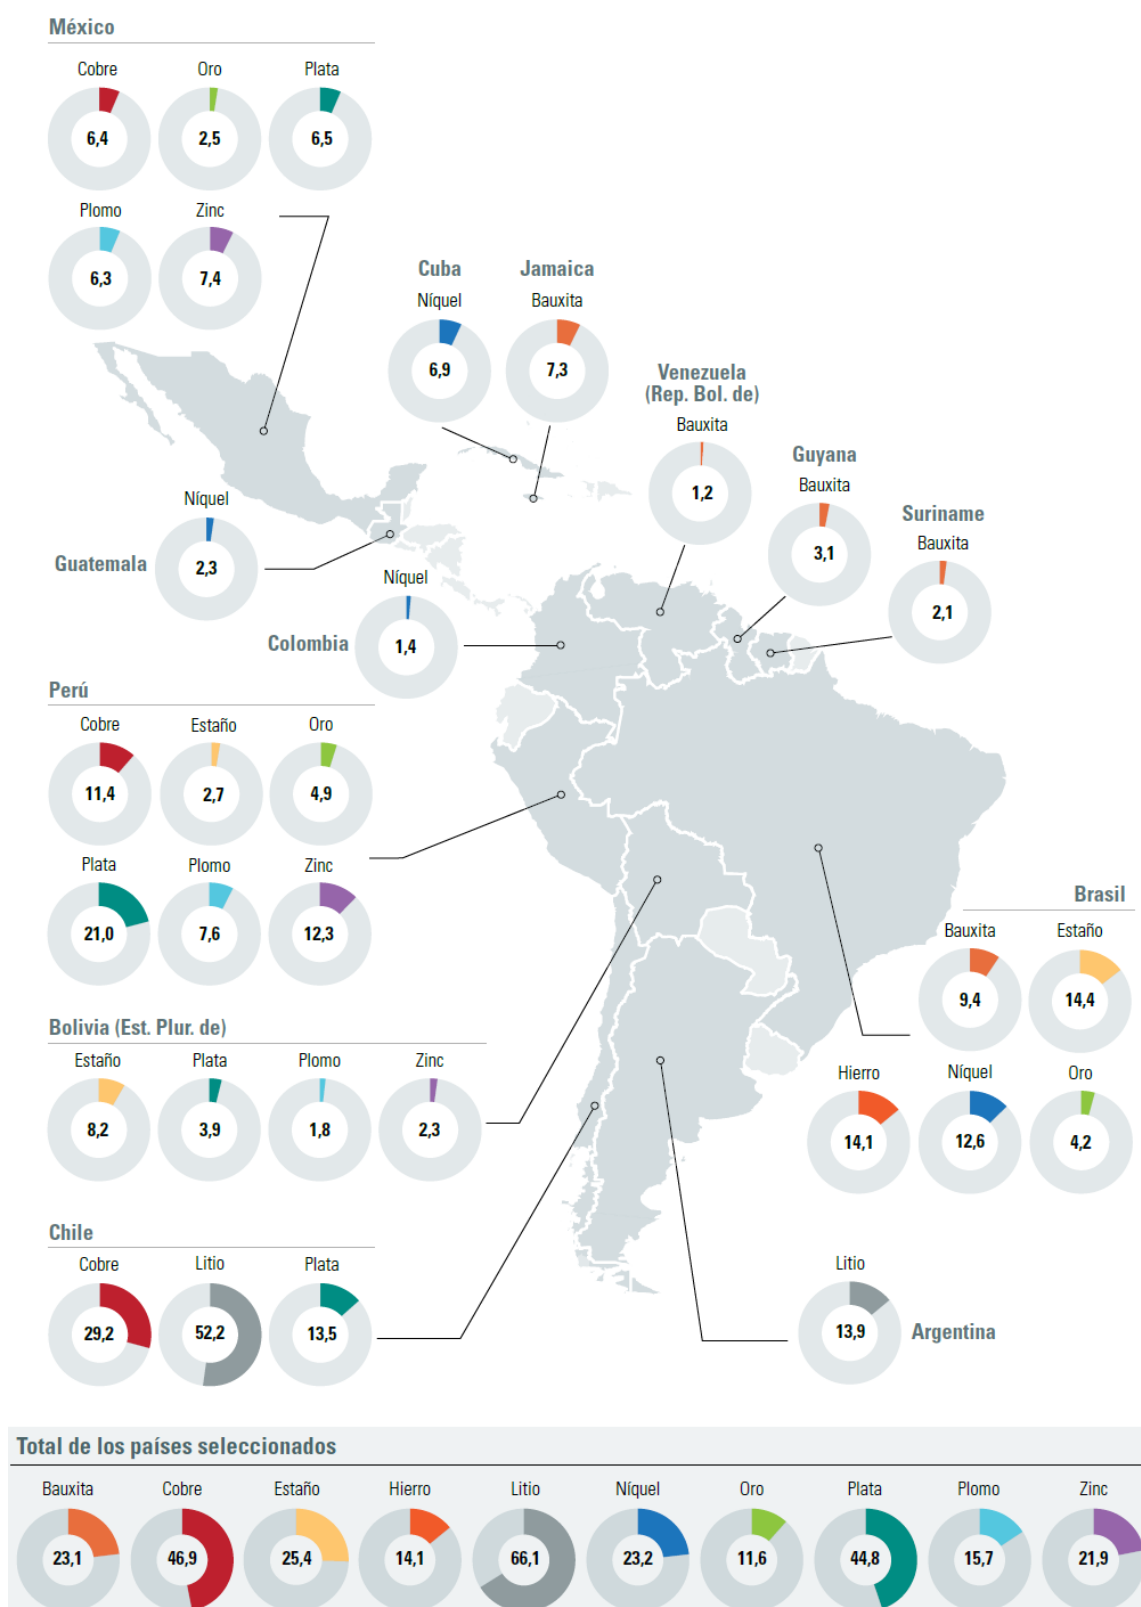 México
Cobre Oro Plata
6,4 2,5 6,5
Plomo Zinc
6,3 7,4
Cuba Jamaica
Níquel Bauxita
6,9 7,3
Venezuela
(Rep. Bol. de)
Bauxita
1,2
Guyana
Bauxita
3,1
Suriname
Bauxita
2,1
Níquel
Guatemala 2,3
Níquel
Colombia 1,4
Perú
Cobre Estaño Oro
11,4 2,7 4,9
Plata Plomo Zinc
21,0 7,6 12,3
Brasil
Bauxita Estaño
9,4 14,4
Hierro Níquel Oro
14,1 12,6 4,2
Bolivia (Est. Plur. de)
Estaño Plata Plomo Zinc
8,2 3,9 1,8 2,3
Chile
Cobre Litio Plata
29,2 52,2 13,5
Litio
13,9 Argentina
Total de los países seleccionados
Bauxita Cobre Estaño Hierro Litio Níquel Oro Plata Plomo Zinc
23,1 46,9 25,4 14,1 66,1 23,2 11,6 44,8 15,7 21,9